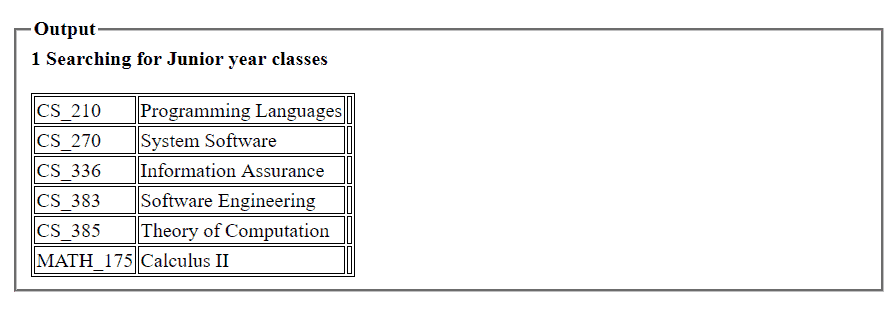 Output
1 Searching for Junior year classes
CS_210 Programming Languages
CS_270 System Software
CS_336 Information Assurance
CS_383 Software Engineering
CS_385 Theory of Computation
MATH_175 Calculus II